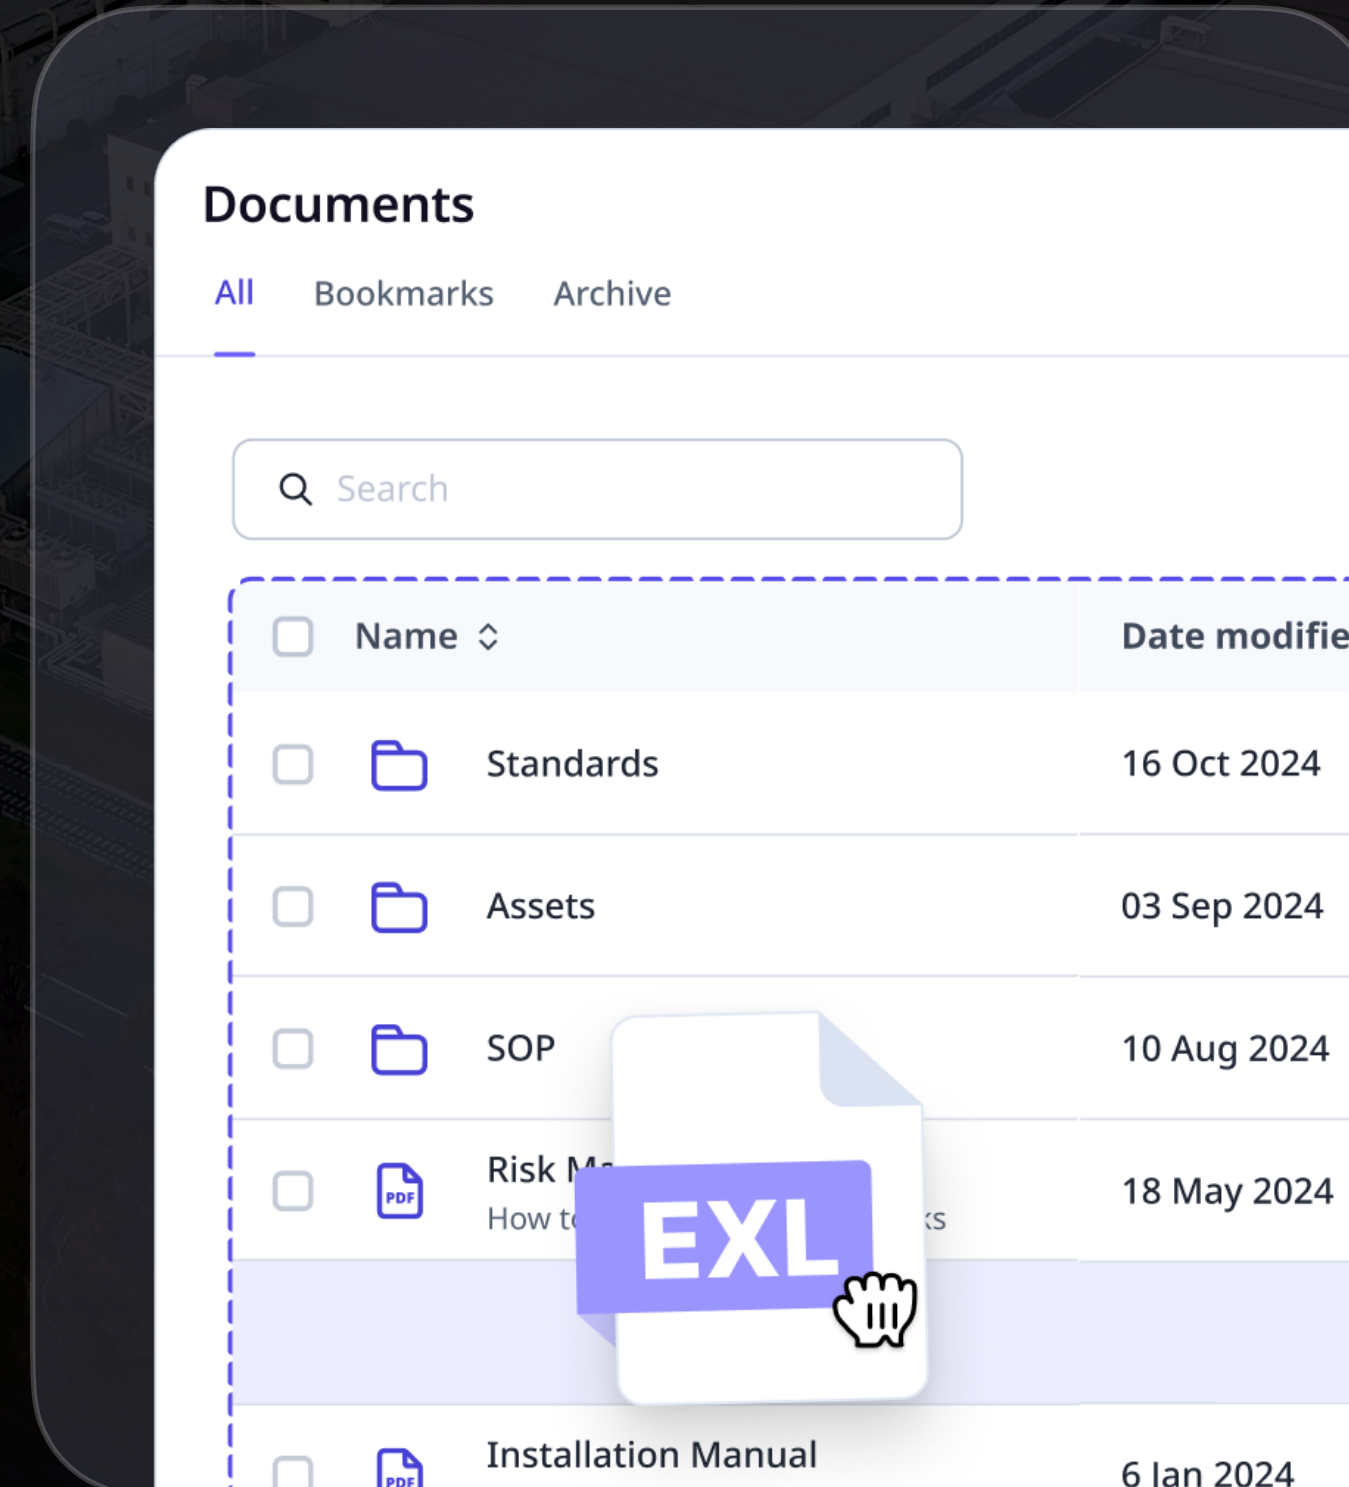 Documents
All Bookmarks Archive
Search
Name Date modifie
Standards 16 Oct 2024
Assets 03 Sep 2024
SOP 10 Aug 2024
Risk 18 May 2024
How
EXL
Installation Manual
6 Jan 2024
PDF
PDF